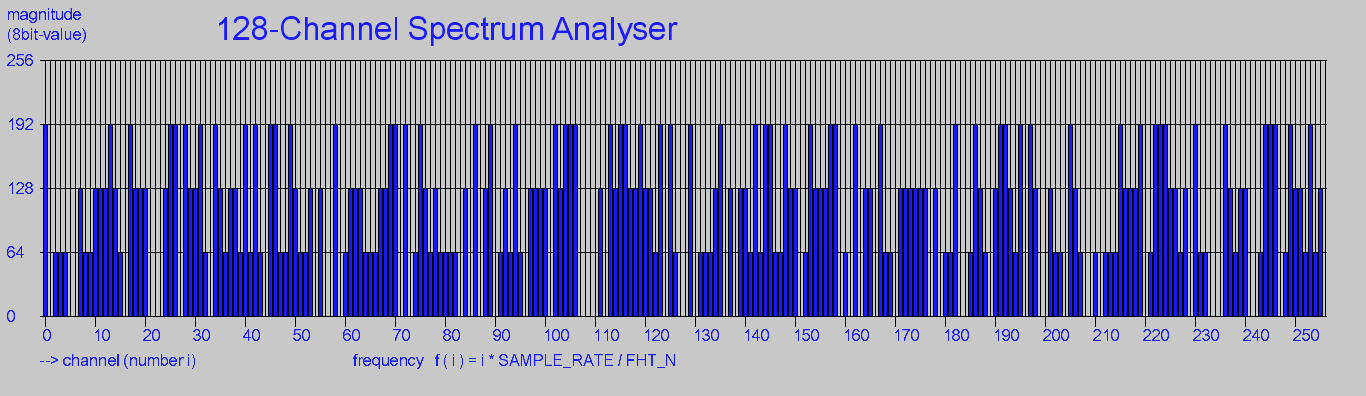 magnitude
(8bit-value)
128-Channel Spectrum Analyser
256
192
128
64
0
0 10 20 30 40 50 60 70 80 90 100 110 120 130 140 150 160 170 180 190 200 210 220 230 240 250
--> channel (number i)
frequency f ( i ) = i * SAMPLE_RATE / FHT_N